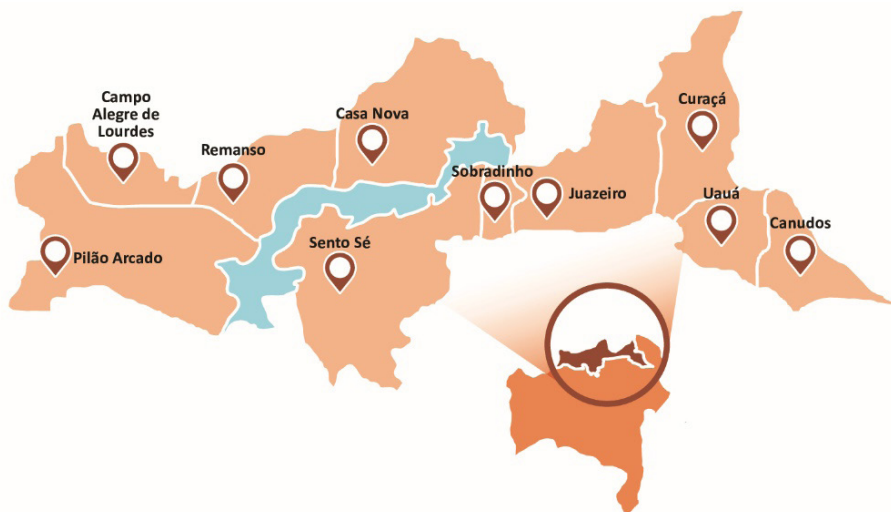 Campo
Alegre de
Lourdes
Remanso
Casa Nova
Curaçá
Sobradinho
Juazeiro
Uauá
Canudos
Sento Sé
Pilão Arcado